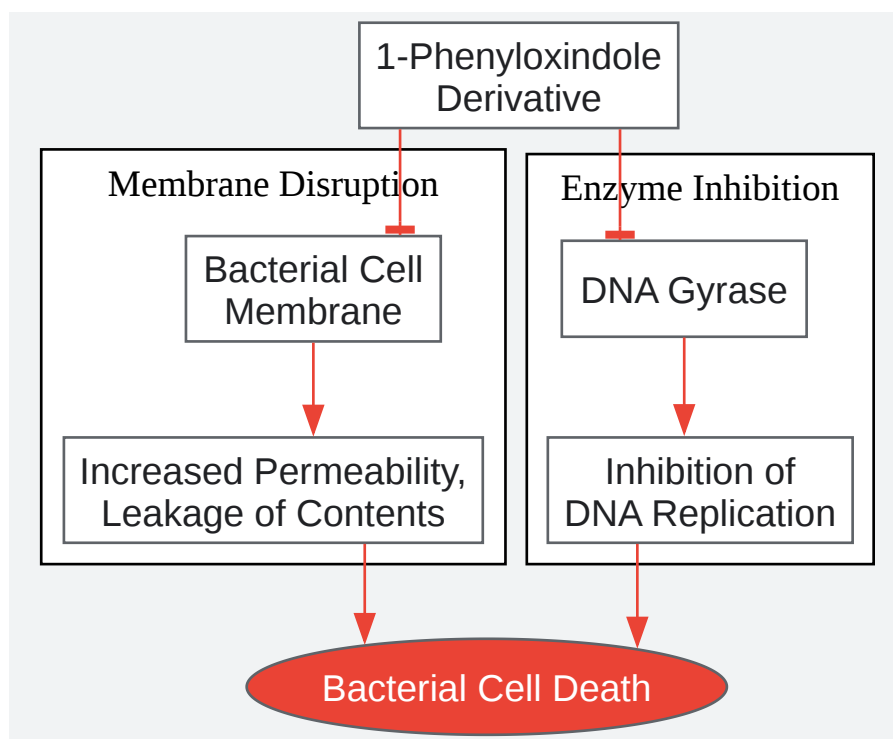 1-Phenyloxindole
Derivative
Membrane Disruption
Bacterial Cell
Membrane
Increased Permeability,
Leakage of Contents
Enzyme Inhibition
DNA Gyrase
Inhibition of
DNA Replication
Bacterial Cell Death